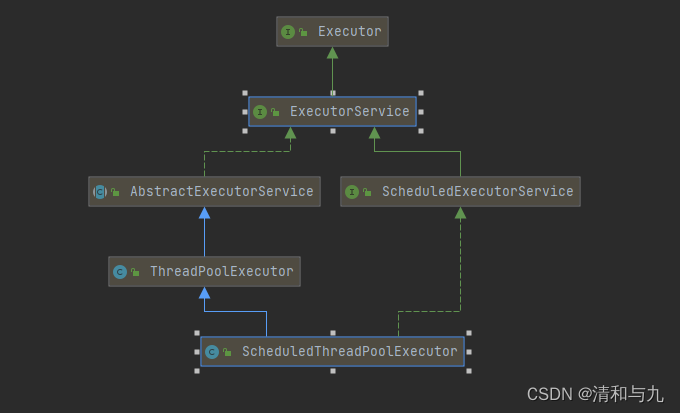 Executor
ExecutorService
AbstractExecutorService
ScheduledExecutorService
ThreadPoolExecutor
ScheduledThreadPoolExecutor
CSDN @清和与九